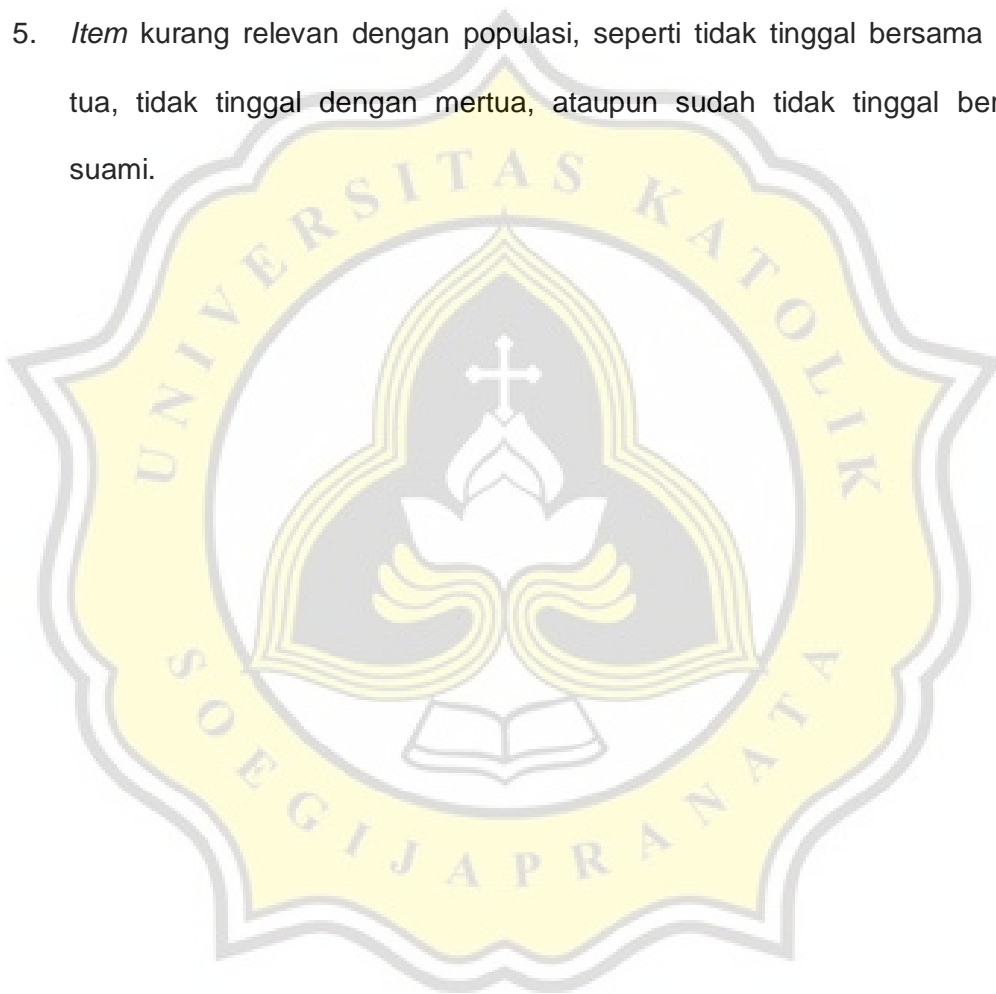 5. Item kurang relevan dengan populasi, seperti tidak tinggal bersama
tua, tidak tinggal dengan mertua, ataupun sudah tidak tinggal
suami.
UNIVERSITAS KATOLIK
SOEGIJAPRANATA